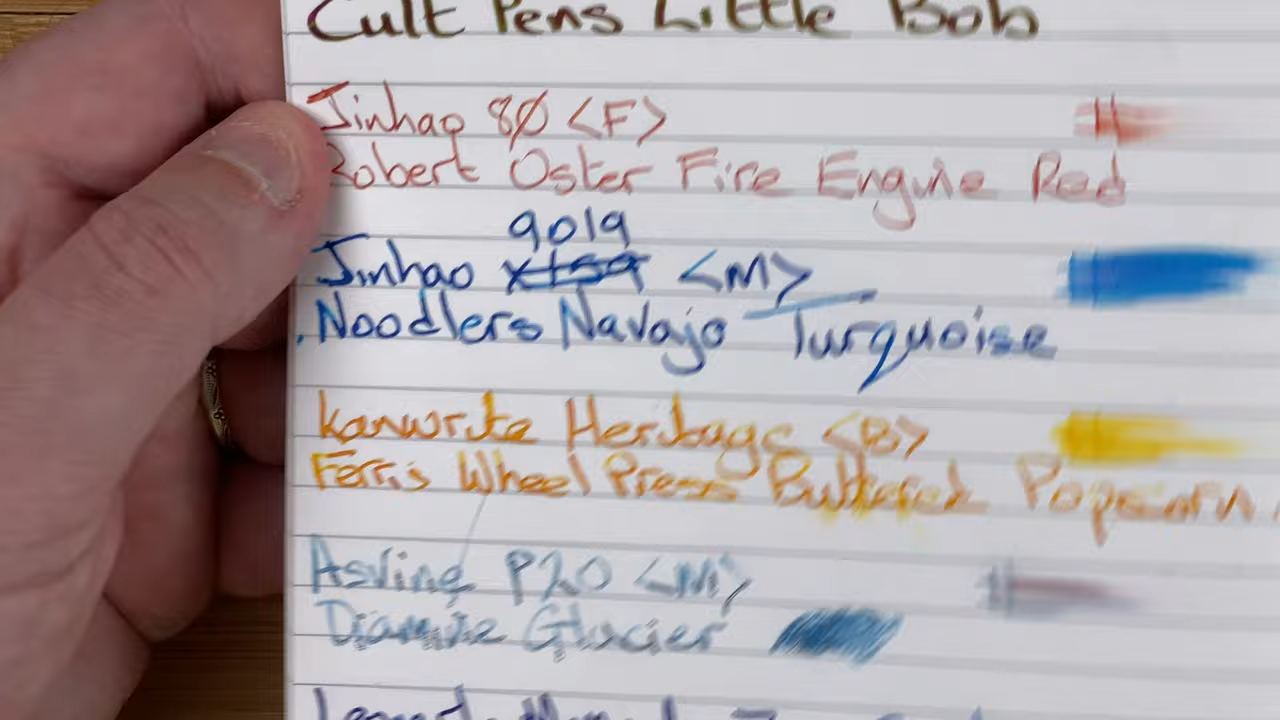 Cult Pens Little Bob
Jinhao 80 <F>
Robert Oster Fire Engine Red
9019
Jinhao x159 <M>
Noodlers Navajo Turquoise
Kanwrite Heritage <B>
Ferris Wheel Press Buttered Popcorn
Asvine P20 <M>
Diamine Glacier